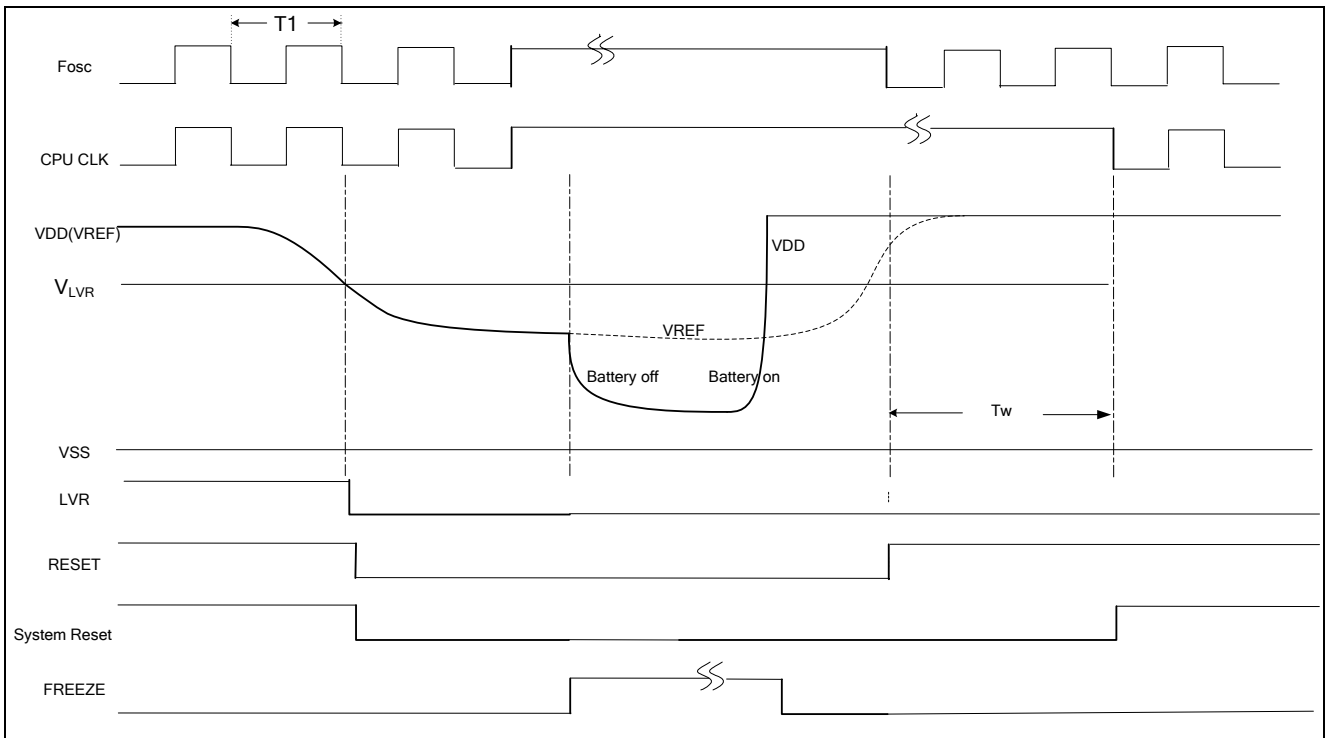 T1
Fosc
CPU CLK
VDD(VREF)
VDD
VLVR
VREF
Battery off Battery on
Tw
VSS
LVR
RESET
System Reset
FREEZE